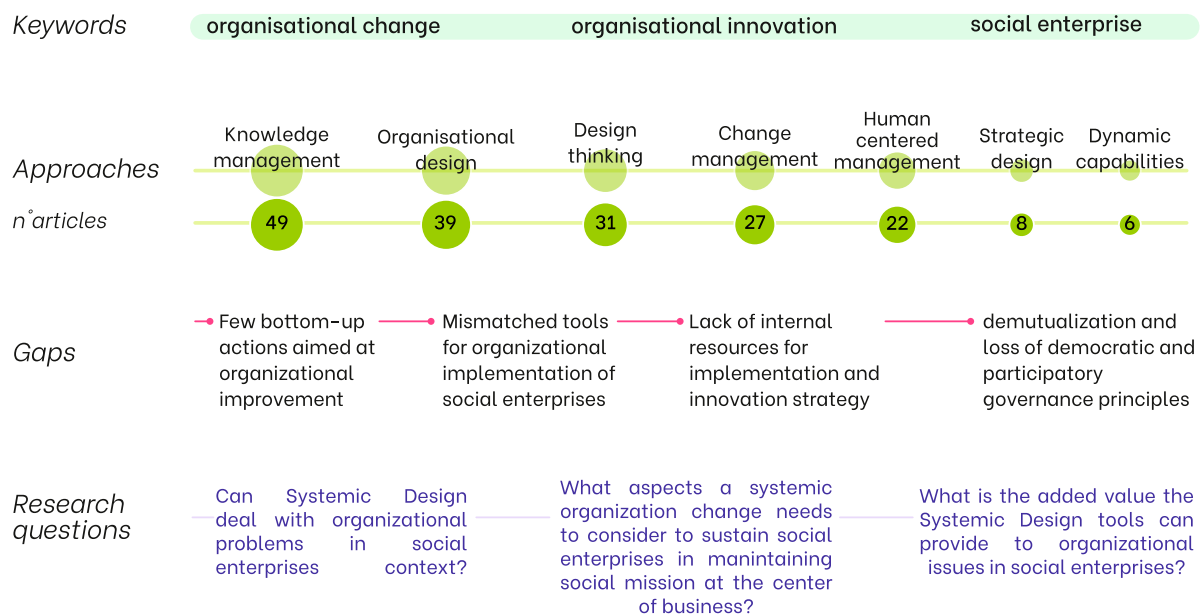 Keywords
organisational change
organisational innovation
social enterprise
Approaches
Knowledge
management
Organisational
design
Design
thinking
Change
management
Human
centered
management
Strategic
design
Dynamic
capabilities
n°articles
49
39
31
27
22
8
6
Gaps
Few bottom-up
actions aimed at
organizational
improvement
Mismatched tools
for organizational
implementation of
social enterprises
Lack of internal
resources for
implementation and
innovation strategy
demutualization and
loss of democratic and
participatory
governance principles
Research
questions
Can Systemic Design
deal with organizational
problems in social
enterprises context?
What aspects a systemic
organization change needs
to consider to sustain social
enterprises in manintaining
social mission at the center
of business?
What is the added value the
Systemic Design tools can
provide to organizational
issues in social enterprises?